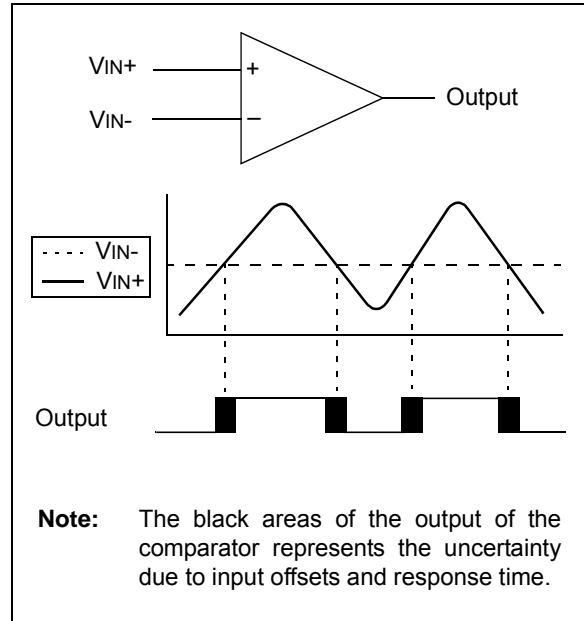 VIN+
+
Output
VIN-
–
VIN-
VIN+
Output
Note: The black areas of the output of the
comparator represents the uncertainty
due to input offsets and response time.